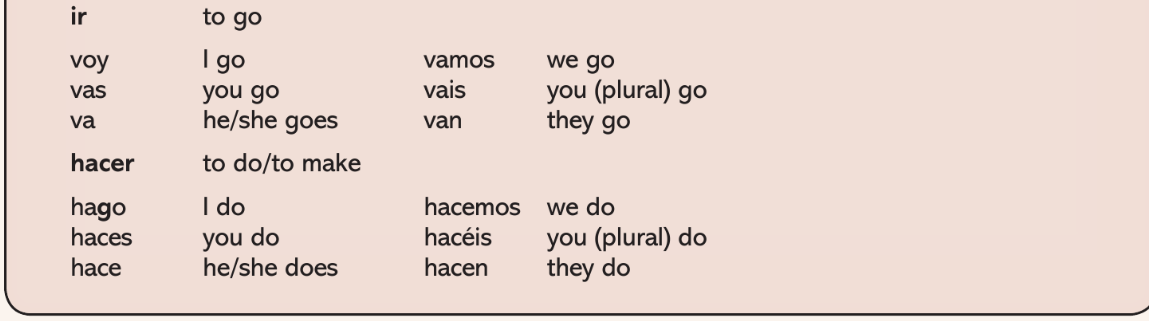 ir to go
voy I go vamos we go
vas you go vais you (plural) go
va he/she goes van they go
hacer to do/to make
hago I do hacemos we do
haces you do hacéis you (plural) do
hace he/she does hacen they do